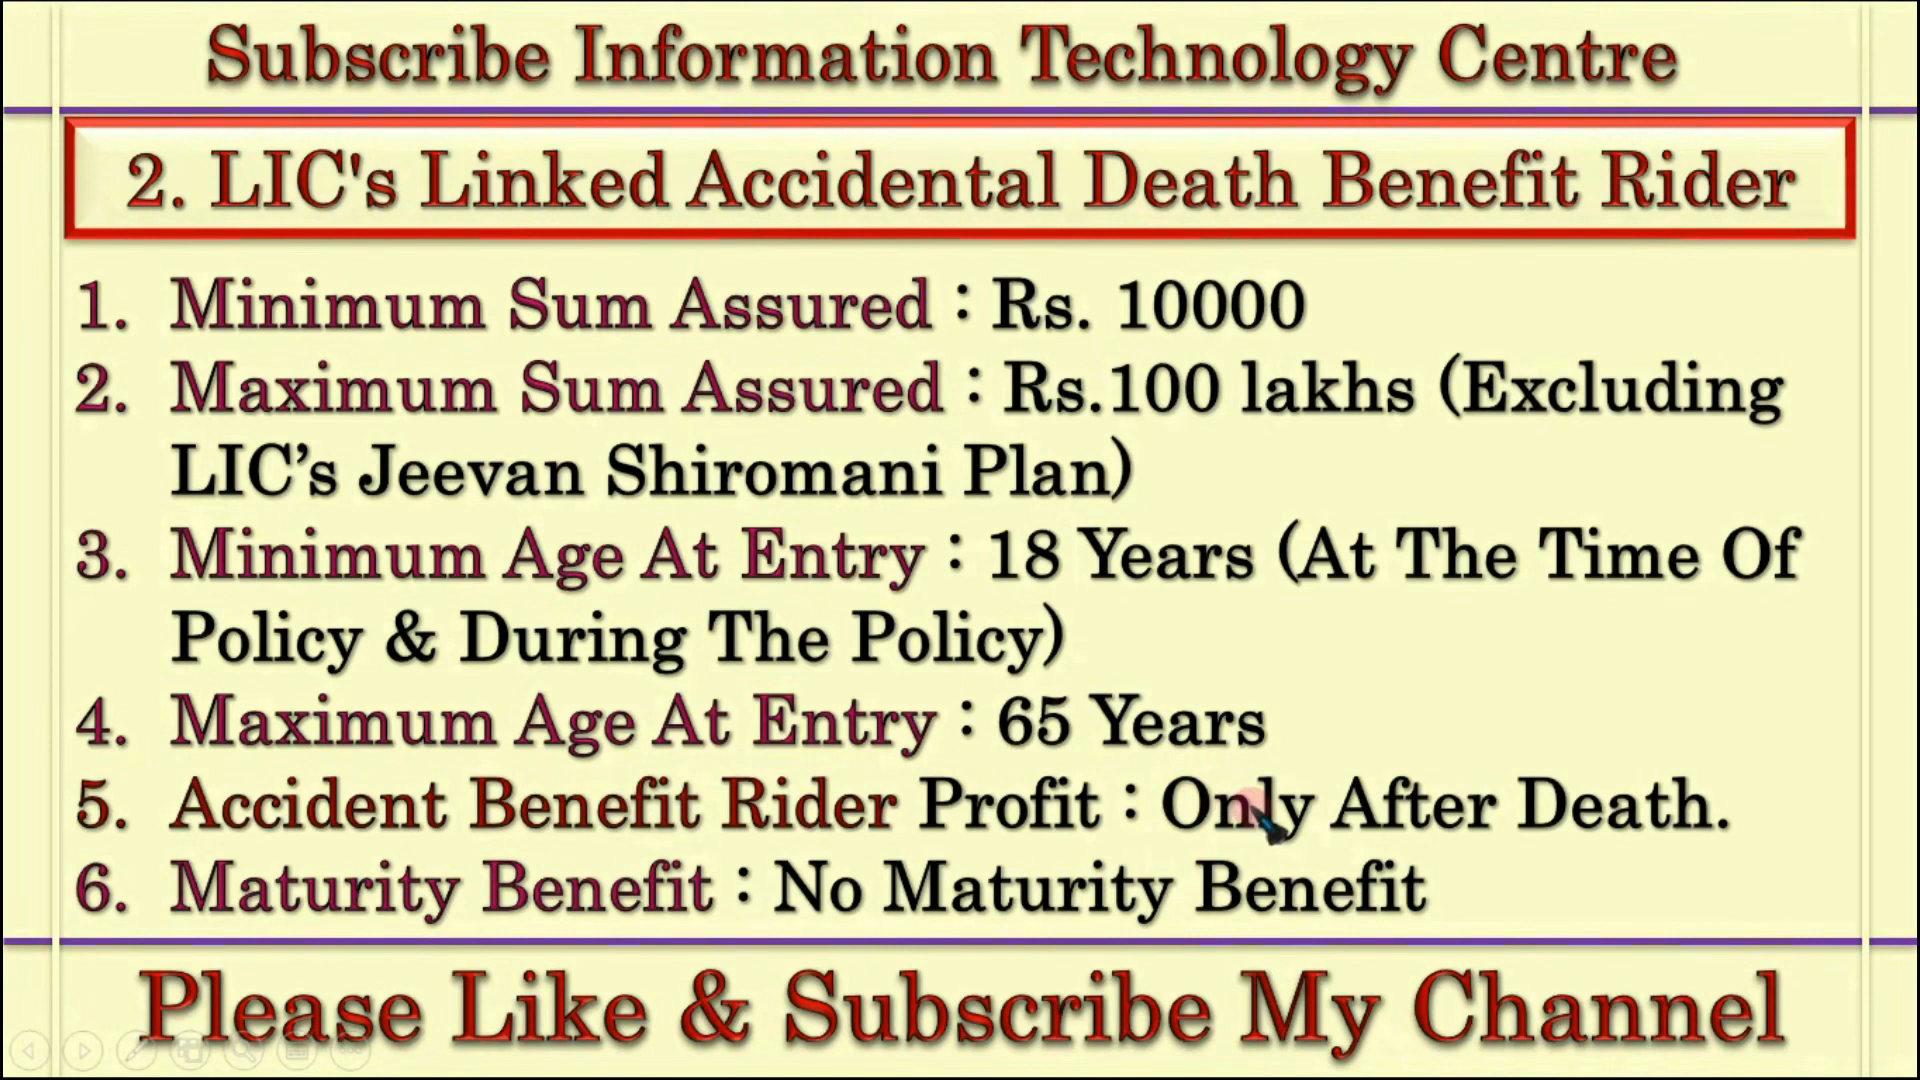 Subscribe Information Technology Centre
2. LIC's Linked Accidental Death Benefit Rider
1. Minimum Sum Assured : Rs. 10000
2. Maximum Sum Assured : Rs.100 lakhs (Excluding
LIC’s Jeevan Shiromani Plan)
3. Minimum Age At Entry : 18 Years (At The Time Of
Policy & During The Policy)
4. Maximum Age At Entry : 65 Years
5. Accident Benefit Rider Profit : Only After Death.
6. Maturity Benefit : No Maturity Benefit
Please Like & Subscribe My Channel